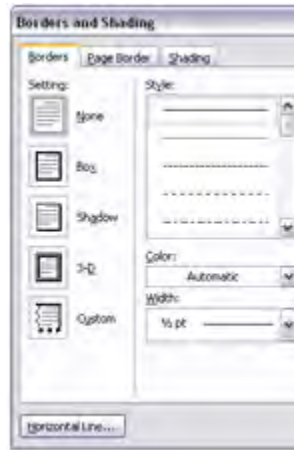 Borders and Shading
Borders Page Border Shading
Setting:
None
Box
Shadow
3-D
Custom
Style:
Color:
Automatic
Width:
½ pt
Horizontal Line...